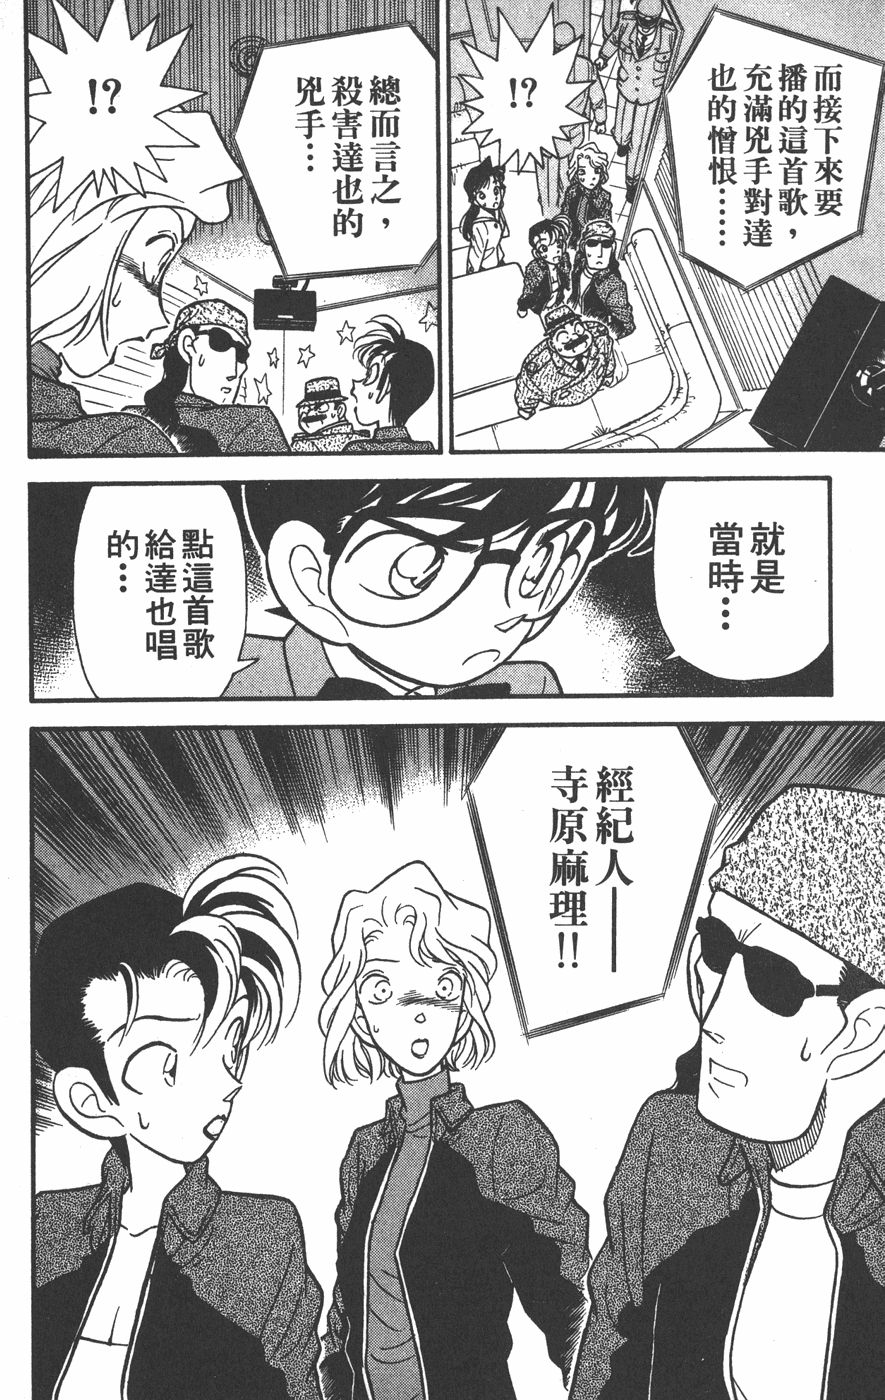 而接下來要
播的這首歌，
充滿兇手對達
也的憎恨……
!?
總而言之，
殺害達也的
兇手…
!?
就是
當時…
點這首歌
給達也唱
的…
經紀人——
寺原麻理!!